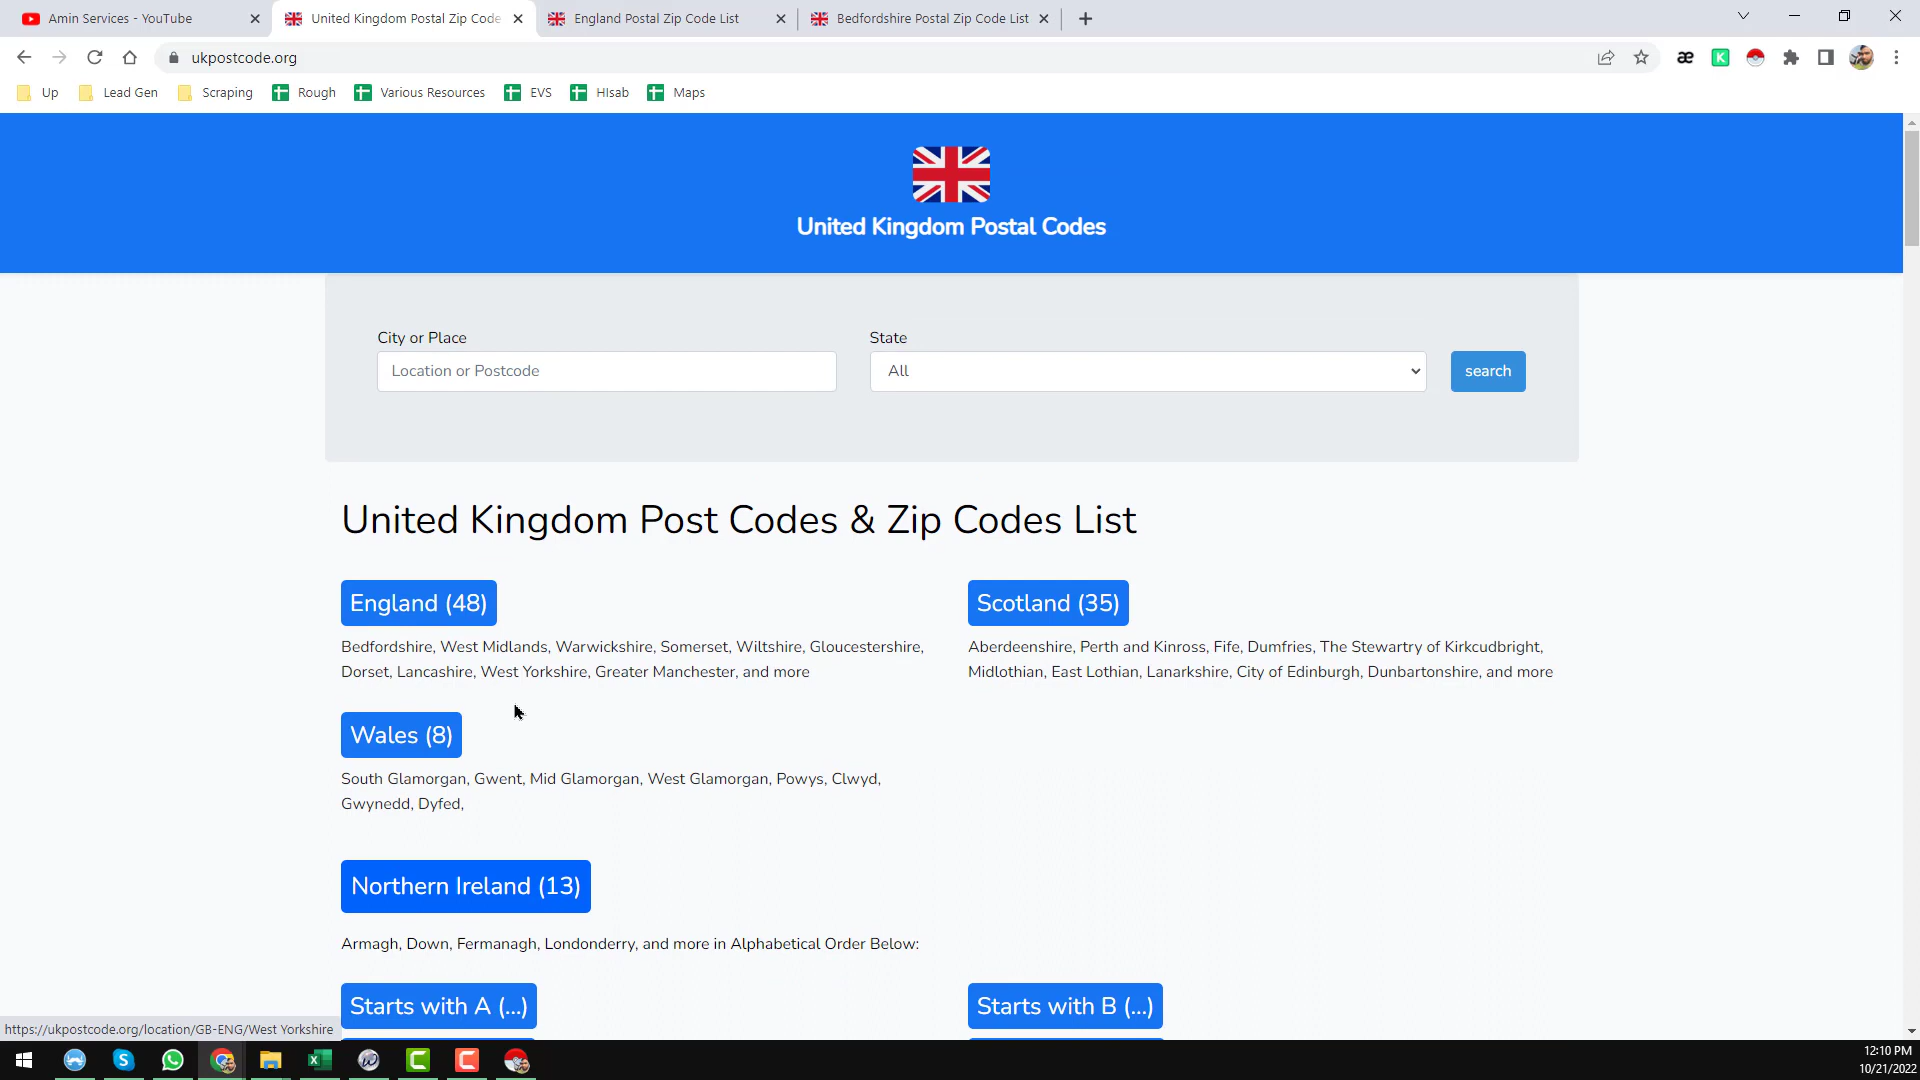 Amin Services - YouTube
United Kingdom Postal Zip Code
England Postal Zip Code List
Bedfordshire Postal Zip Code List
ukpostcode.org
æ
K
Up
Lead Gen
Scraping
Rough
Various Resources
EVS
HIsab
Maps
United Kingdom Postal Codes
City or Place
State
Location or Postcode
All
search
United Kingdom Post Codes & Zip Codes List
England (48)
Bedfordshire, West Midlands, Warwickshire, Somerset, Wiltshire, Gloucestershire,
Dorset, Lancashire, West Yorkshire, Greater Manchester, and more
Scotland (35)
Aberdeenshire, Perth and Kinross, Fife, Dumfries, The Stewartry of Kirkcudbright,
Midlothian, East Lothian, Lanarkshire, City of Edinburgh, Dunbartonshire, and more
Wales (8)
South Glamorgan, Gwent, Mid Glamorgan, West Glamorgan, Powys, Clwyd,
Gwynedd, Dyfed,
Northern Ireland (13)
Armagh, Down, Fermanagh, Londonderry, and more in Alphabetical Order Below:
Starts with A (...)
Starts with B (...)
https://ukpostcode.org/location/GB-ENG/West Yorkshire
12:10 PM
10/21/2022